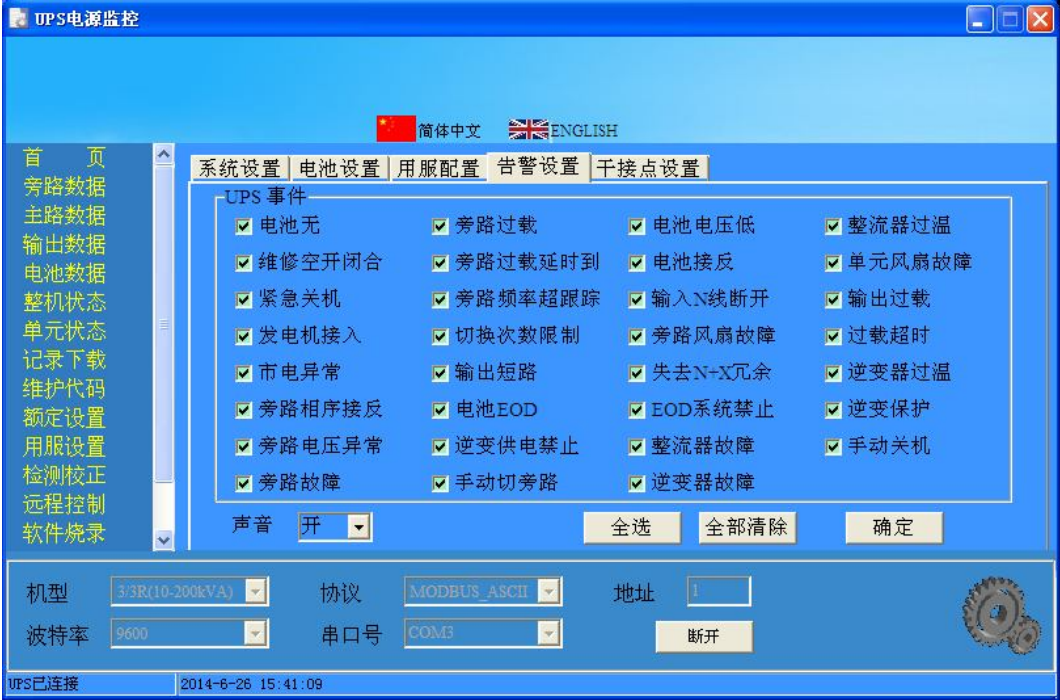 UPS电源监控
简体中文 ENGLISH
首 页
旁路数据
主路数据
输出数据
电池数据
整机状态
单元状态
记录下载
维护代码
额定设置
用服设置
检测校正
远程控制
软件烧录
系统设置 电池设置 用服配置 告警设置 干接点设置
UPS 事件
电池无 旁路过载 电池电压低 整流器过温
维修空开闭合 旁路过载延时到 电池接反 单元风扇故障
紧急关机 旁路频率超跟踪 输入N线断开 输出过载
发电机接入 切换次数限制 旁路风扇故障 过载超时
市电异常 输出短路 失去N+X冗余 逆变器过温
旁路相序接反 电池EOD EOD系统禁止 逆变保护
旁路电压异常 逆变供电禁止 整流器故障 手动关机
旁路故障 手动切旁路 逆变器故障
声音 开 全选 全部清除 确定
机型 3/3R(10-200kVA) 协议 MODBUS_ASCII 地址 1
波特率 9600 串口号 COM3 断开
UPS已连接 2014-6-26 15:41:09